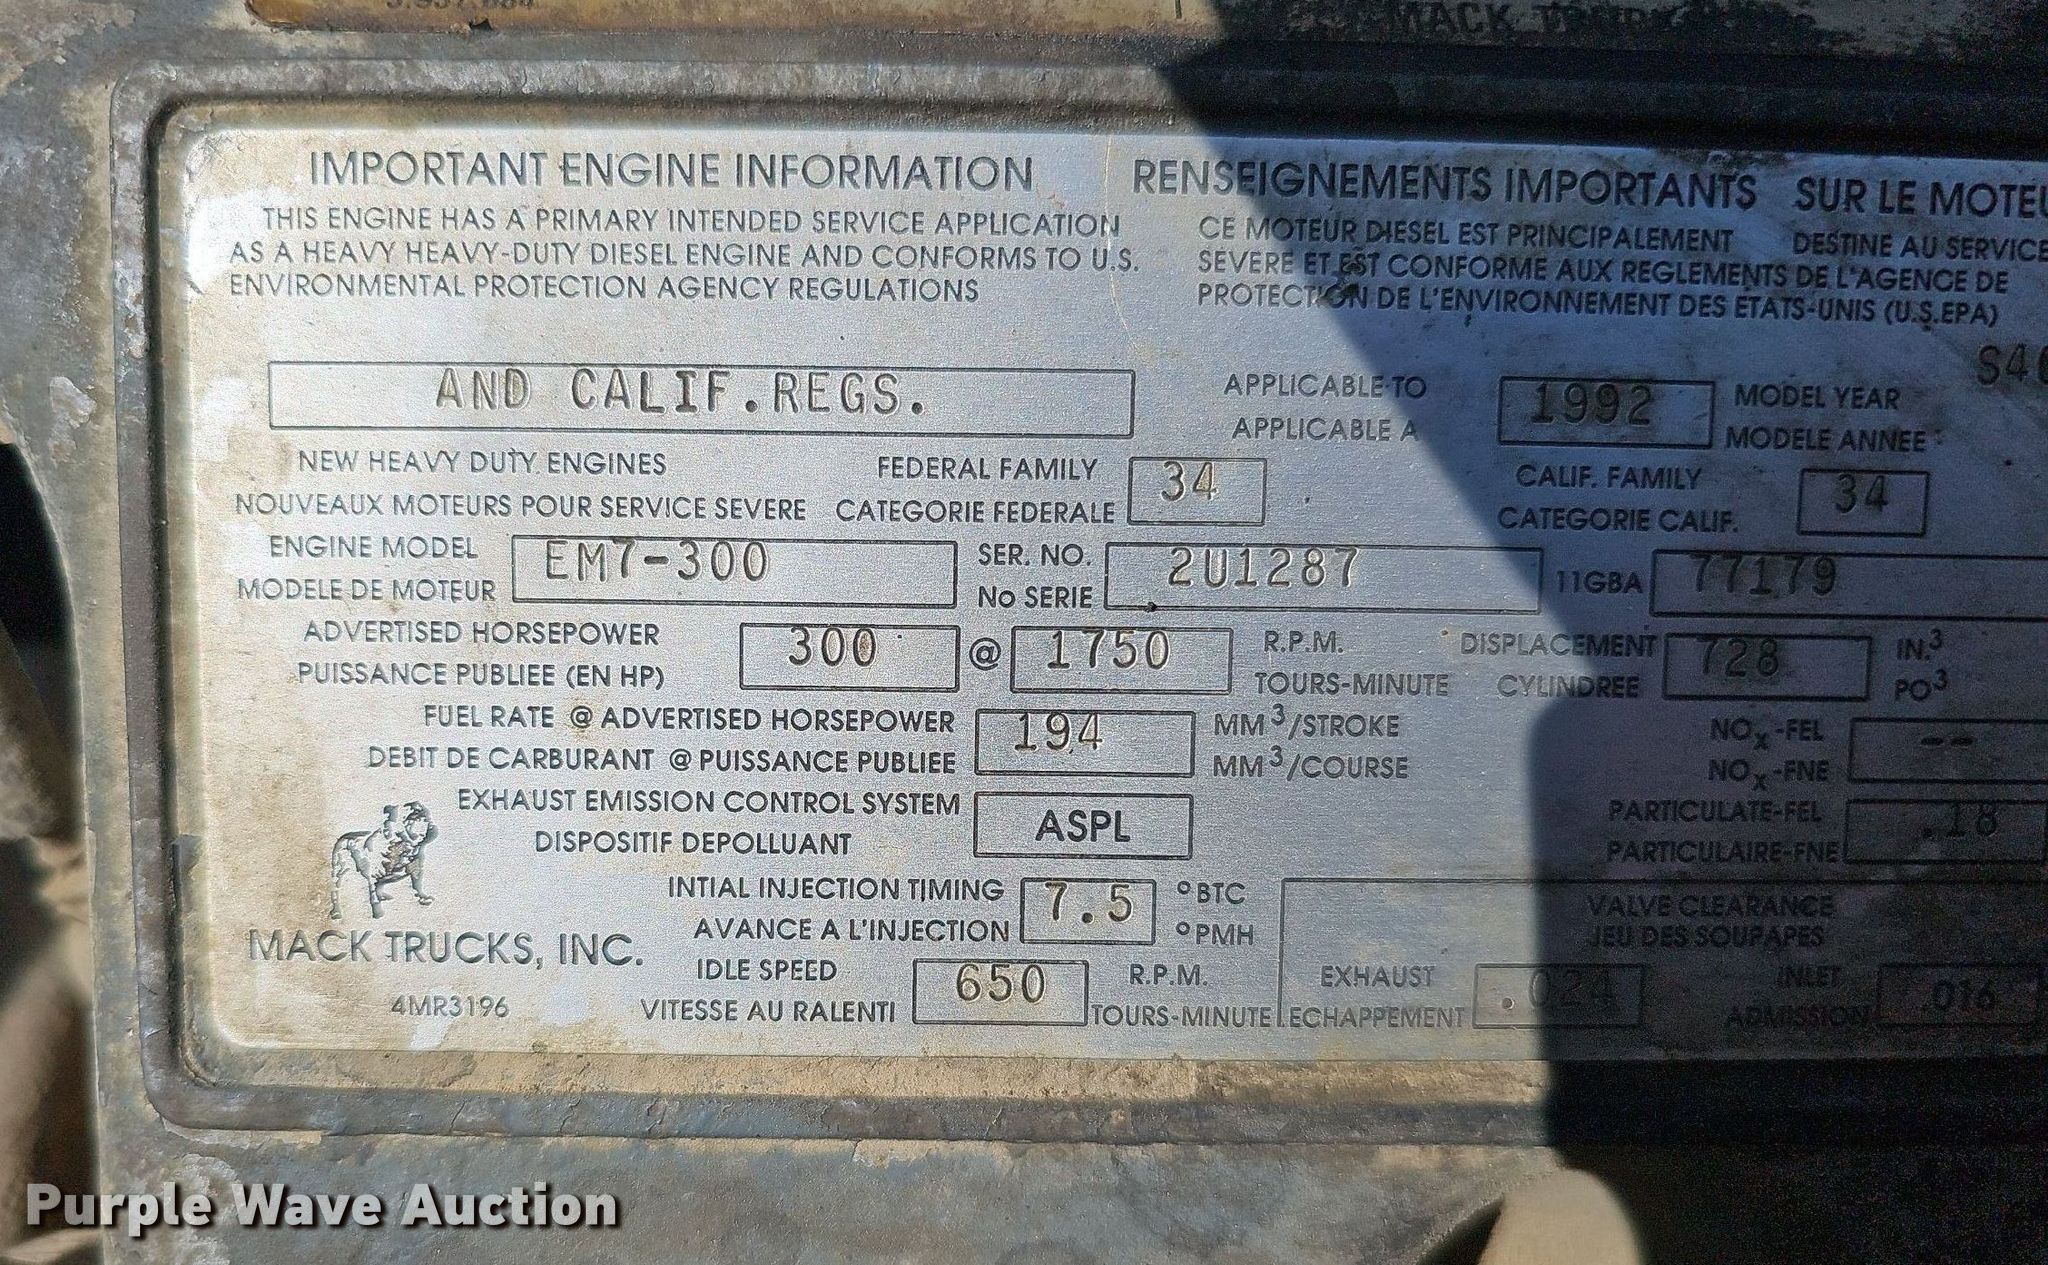 MACK TRUCK
IMPORTANT ENGINE INFORMATION
THIS ENGINE HAS A PRIMARY INTENDED SERVICE APPLICATION
AS A HEAVY HEAVY-DUTY DIESEL ENGINE AND CONFORMS TO U.S.
ENVIRONMENTAL PROTECTION AGENCY REGULATIONS
RENSEIGNEMENTS IMPORTANTS SUR LE MOTEU
CE MOTEUR DIESEL EST PRINCIPALEMENT DESTINE AU SERVICE
SEVERE ET EST CONFORME AUX REGLEMENTS DE L'AGENCE DE
PROTECTION DE L'ENVIRONNEMENT DES ETATS-UNIS (U.S.EPA)
AND CALIF.REGS.
APPLICABLE TO 1992 MODEL YEAR
APPLICABLE A MODELE ANNEE
NEW HEAVY DUTY ENGINES FEDERAL FAMILY 34 CALIF. FAMILY 34
NOUVEAUX MOTEURS POUR SERVICE SEVERE CATEGORIE FEDERALE CATEGORIE CALIF.
ENGINE MODEL EM7-300 SER. NO. 2U1287 11GBA 77179
MODELE DE MOTEUR No SERIE
ADVERTISED HORSEPOWER 300 @ 1750 R.P.M. DISPLACEMENT 728 IN.3
PUISSANCE PUBLIEE (EN HP) TOURS-MINUTE CYLINDREE PO3
FUEL RATE @ ADVERTISED HORSEPOWER 194 MM3/STROKE NOx-FEL --
DEBIT DE CARBURANT @ PUISSANCE PUBLIEE MM3/COURSE NOx-FNE
EXHAUST EMISSION CONTROL SYSTEM ASPL PARTICULATE-FEL .18
DISPOSITIF DEPOLLUANT PARTICULAIRE-FNE
INTIAL INJECTION TIMING 7.5 °BTC VALVE CLEARANCE
AVANCE A L'INJECTION °PMH JEU DES SOUPAPES
MACK TRUCKS, INC.
IDLE SPEED 650 R.P.M. EXHAUST .024 INLET .016
4MR3196 VITESSE AU RALENTI TOURS-MINUTE ECHAPPEMENT ADMISSION
Purple Wave Auction